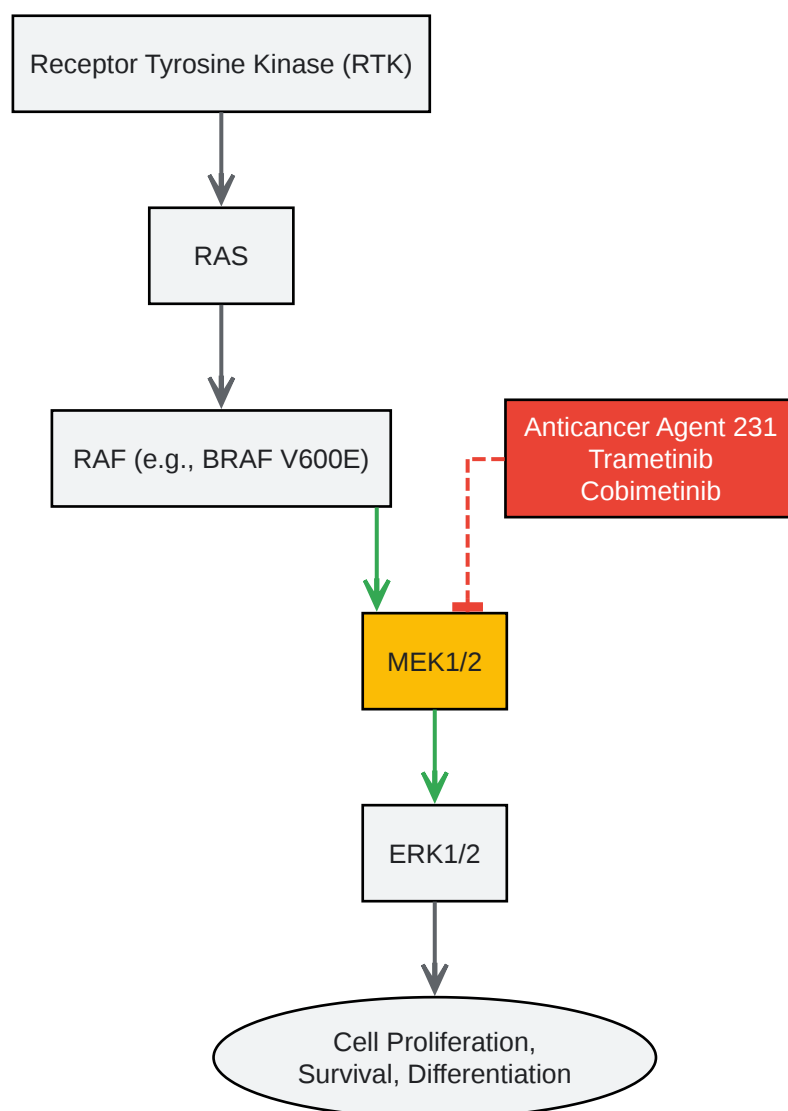 Receptor Tyrosine Kinase (RTK)
RAS
RAF (e.g., BRAF V600E)
Anticancer Agent 231
Trametinib
Cobimetinib
MEK1/2
ERK1/2
Cell Proliferation,
Survival, Differentiation